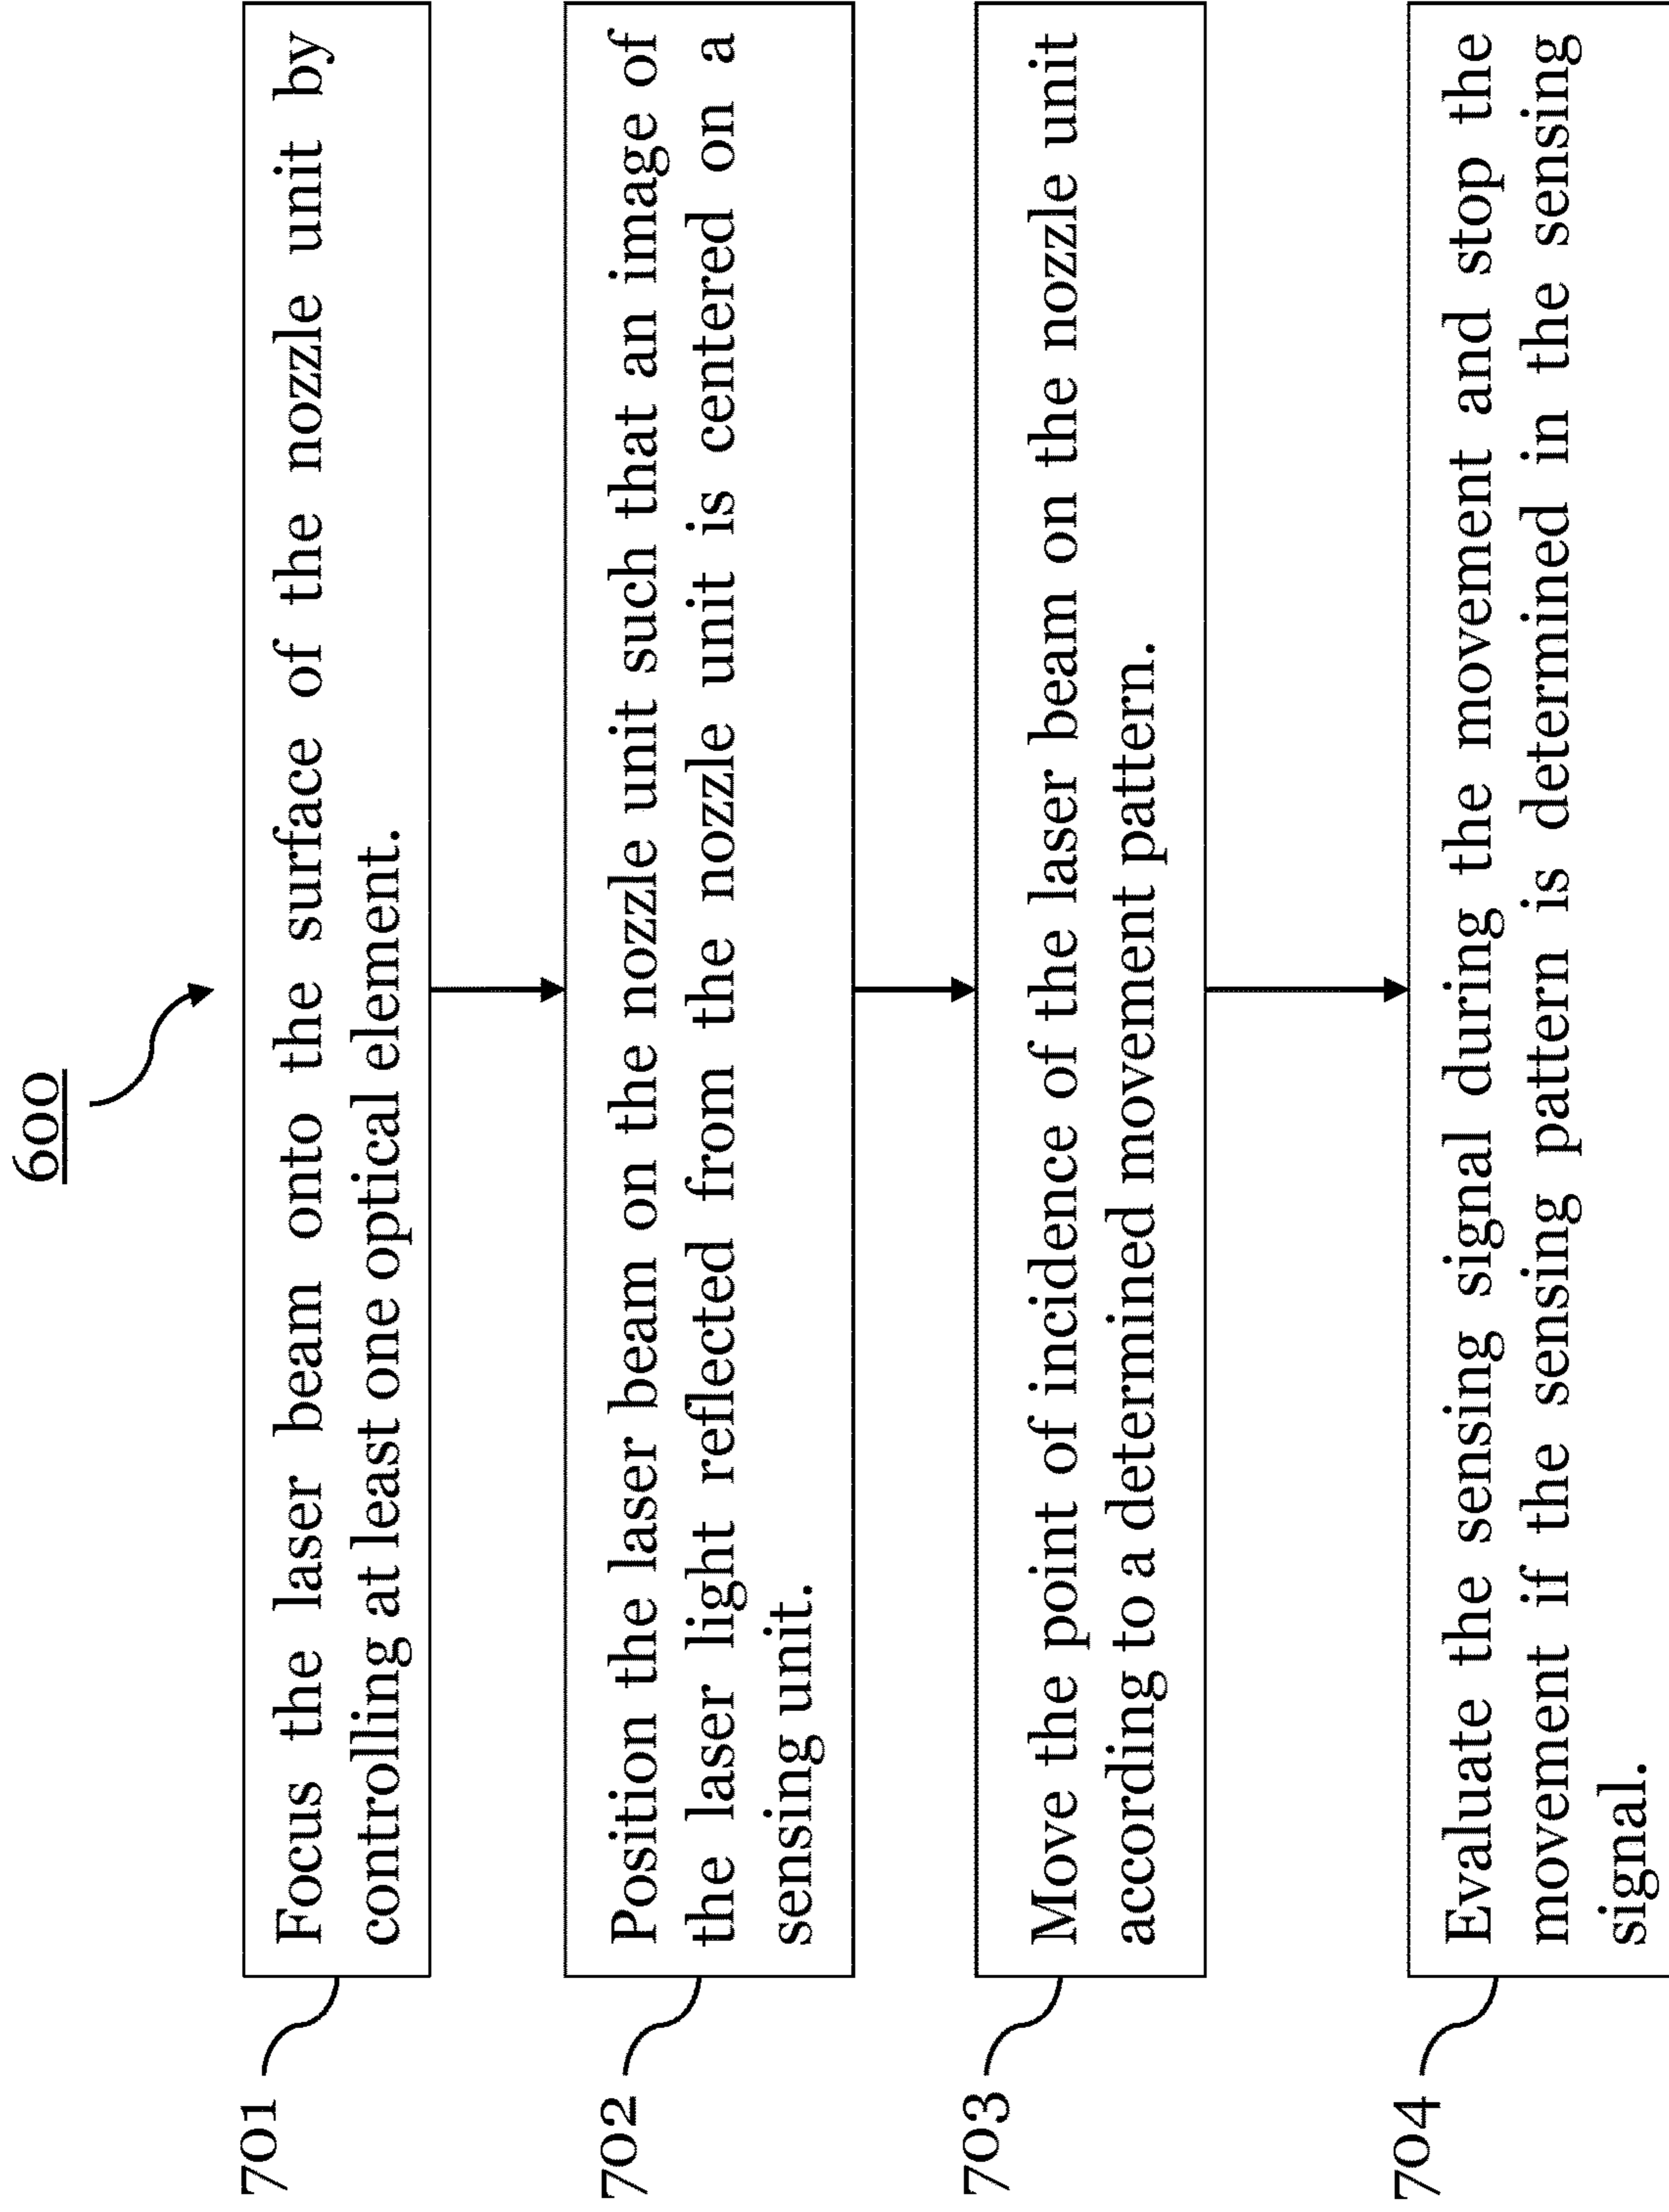 600
701
Focus the laser beam onto the surface of the nozzle unit by
controlling at least one optical element.
702
Position the laser beam on the nozzle unit such that an image of
the laser light reflected from the nozzle unit is centered on a
sensing unit.
703
Move the point of incidence of the laser beam on the nozzle unit
according to a determined movement pattern.
704
Evaluate the sensing signal during the movement and stop the
movement if the sensing pattern is determined in the sensing
signal.